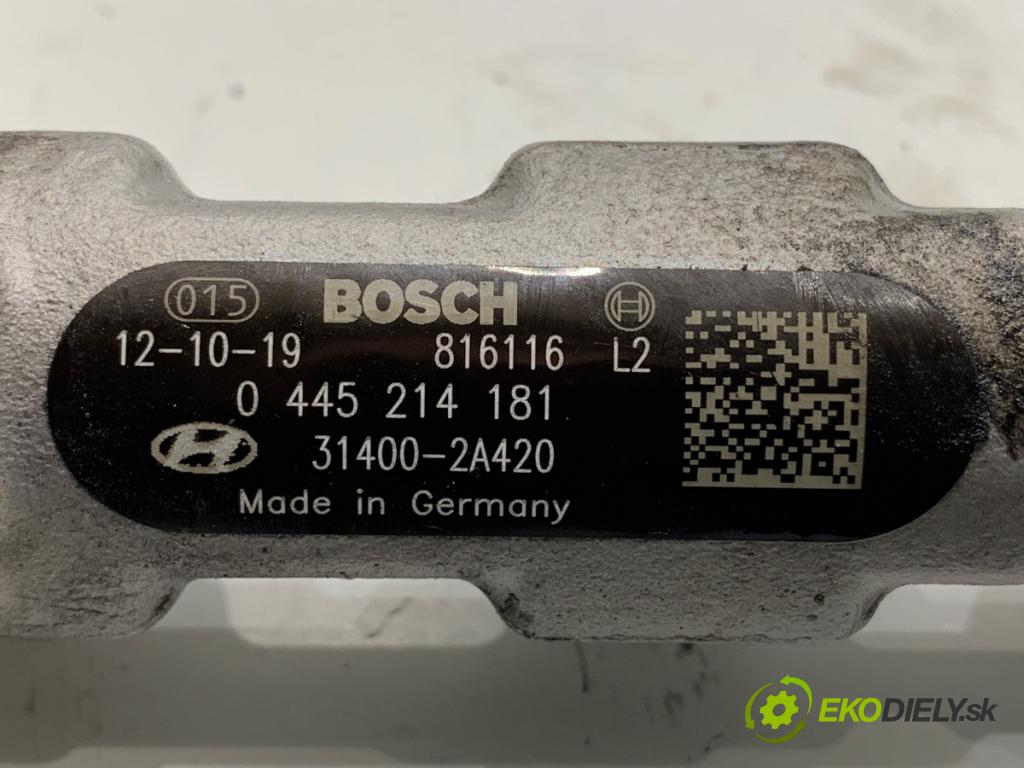 015 BOSCH
12-10-19 816116 L2
0 445 214 181
31400-2A420
Made in Germany
EKODIELY.sk